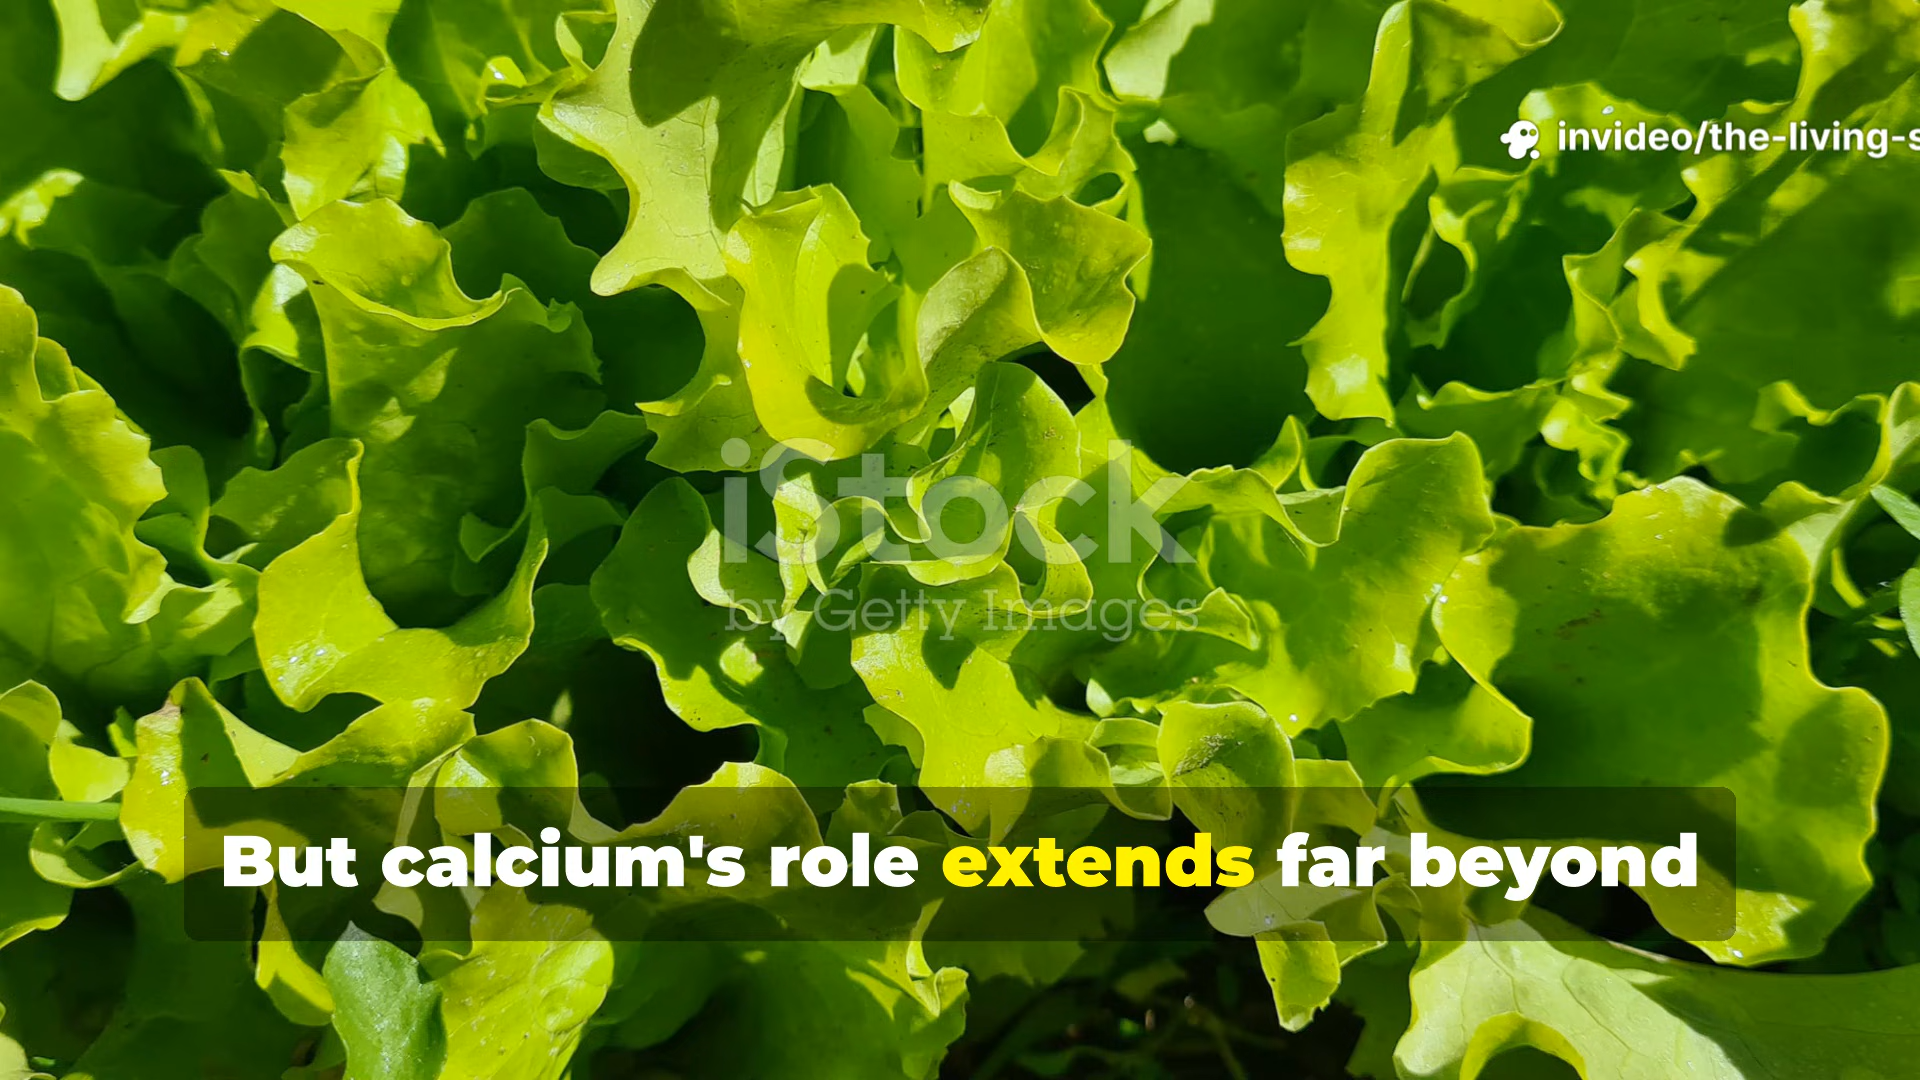 invideo/the-living-s
iStock
by Getty Images
But calcium's role extends far beyond